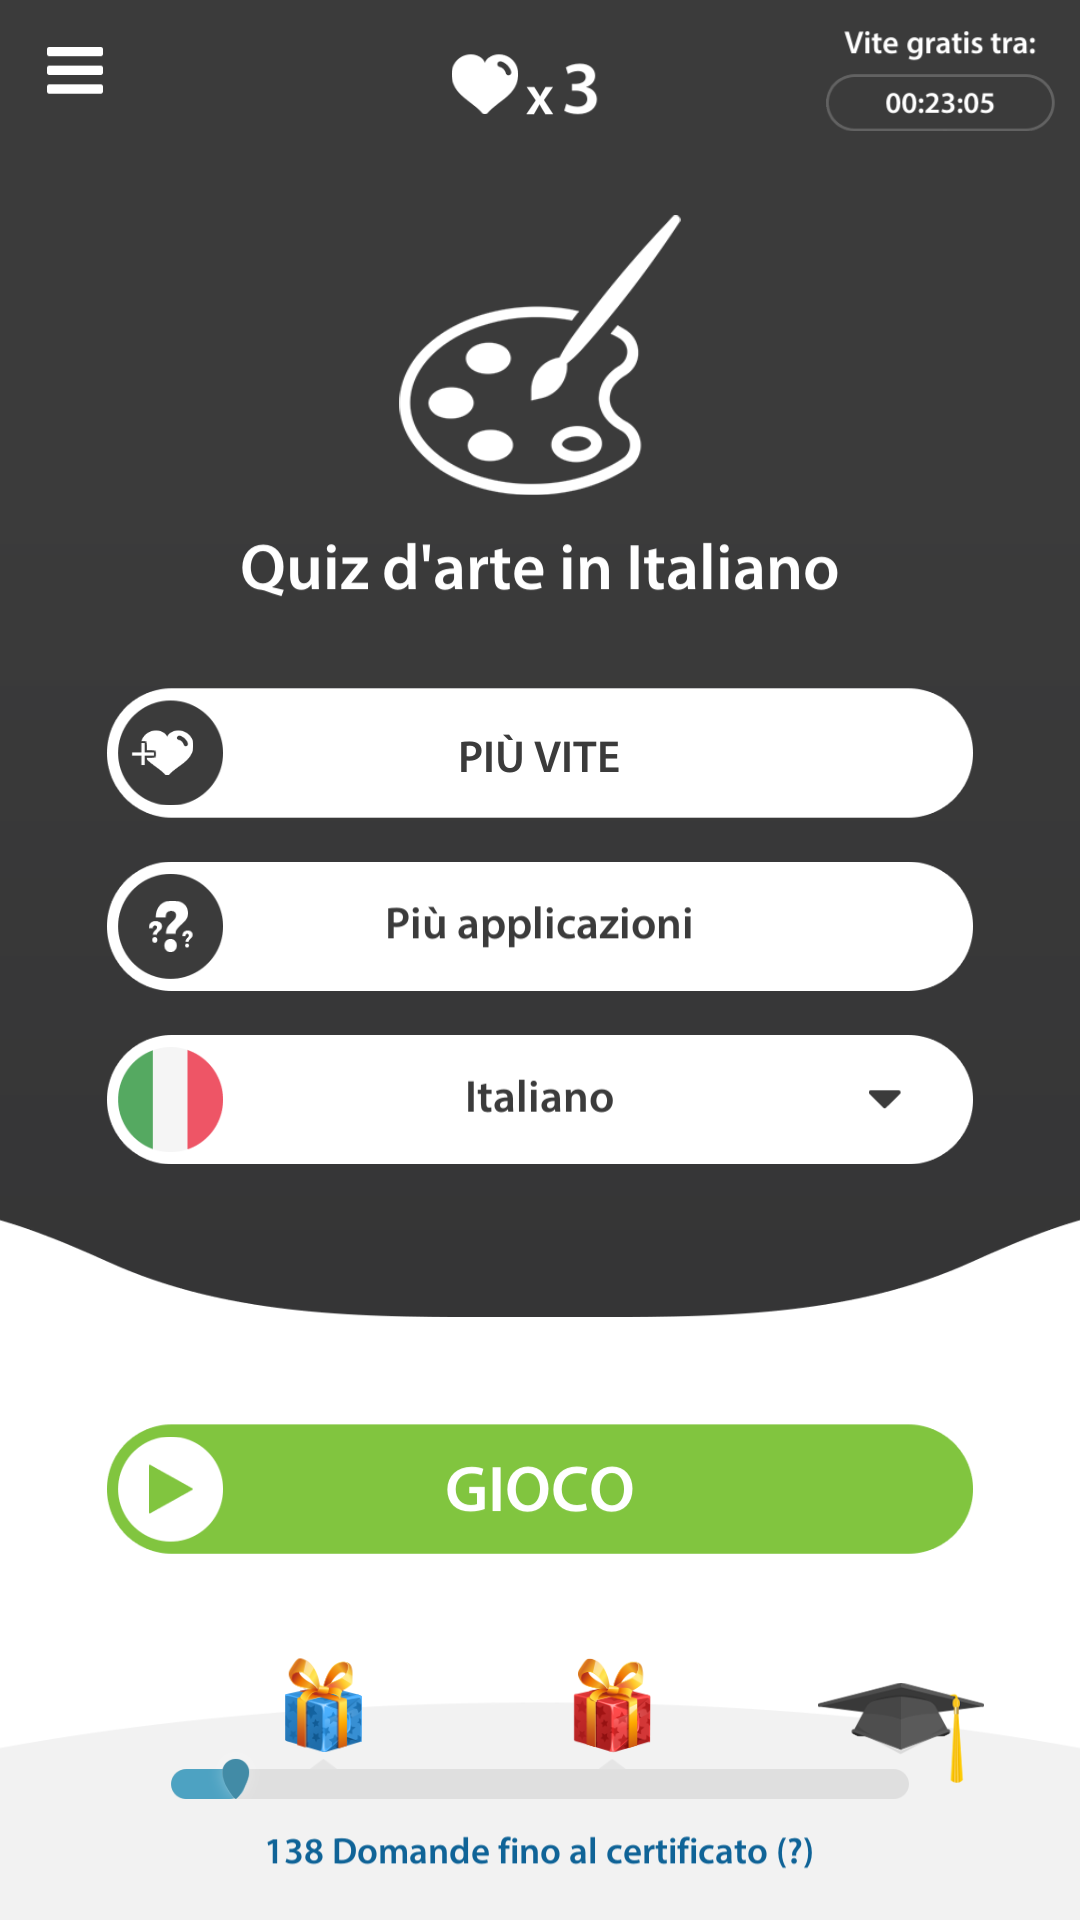 Vite gratis tra:
x 3
00:23:05
Quiz d'arte in Italiano
PIÙ VITE
???
Più applicazioni
Italiano
GIOCO
138 Domande fino al certificato (?)